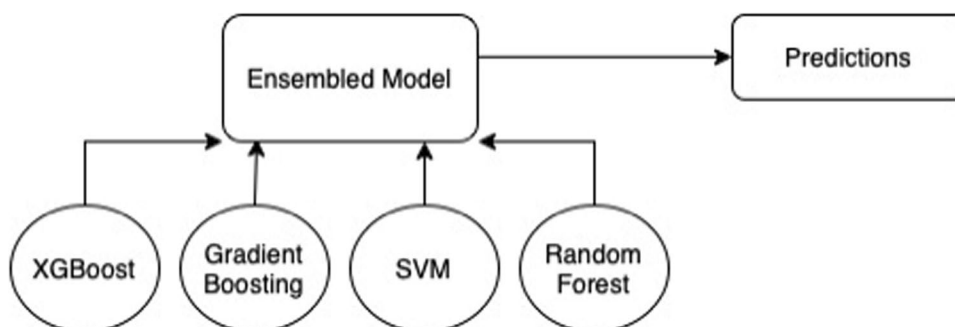 Ensembled Model
Predictions
XGBoost
Gradient
Boosting
SVM
Random
Forest